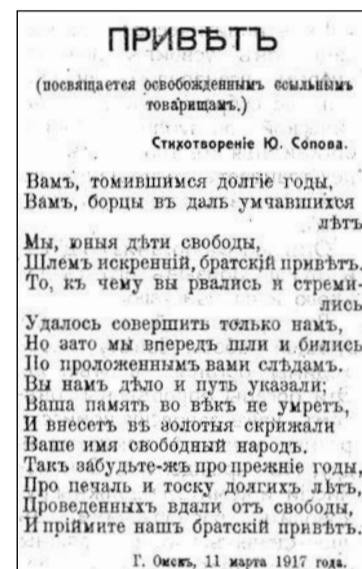 ПРИВѢТЪ
(посвящается освобожденнымъ ссыльнымъ
товарищамъ.)
Стихотвореніе Ю. Сопова.
Вамъ, томившимся долгіе годы,
Вамъ, борцы въ даль умчавшихся
лѣтъ
Мы, юныя дѣти свободы,
Шлемъ искренній, братскій привѣтъ.
То, къ чему вы рвались и стреми-
лись
Удалось совершить только намъ,
Но зато мы впередъ шли и бились
По проложеннымъ вами слѣдамъ.
Вы намъ дѣло и путь указали;
Ваша память во вѣкъ не умретъ,
И внесетъ въ золотыя скрижали
Ваше имя свободный народъ.
Такъ забудьте-жъ про прежніе годы,
Про печаль и тоску долгихъ лѣтъ,
Проведенныхъ вдали отъ свободы,
И прiймите нашъ братскій привѣтъ.
Г. Омскъ, 11 марта 1917 года.